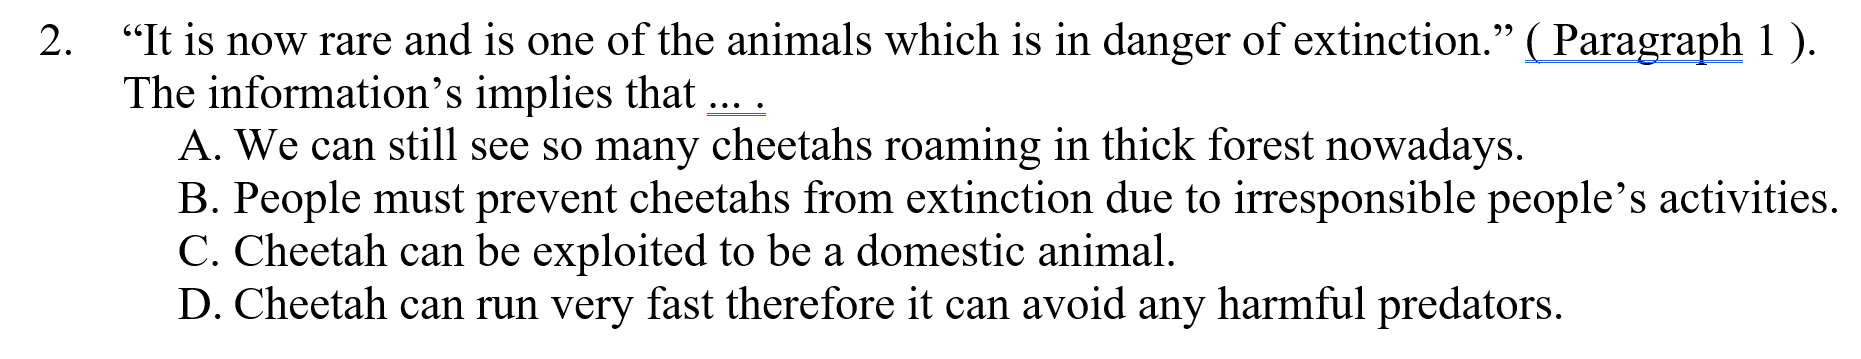 2. “It is now rare and is one of the animals which is in danger of extinction.” ( Paragraph 1 ).
The information’s implies that ... .
A. We can still see so many cheetahs roaming in thick forest nowadays.
B. People must prevent cheetahs from extinction due to irresponsible people’s activities.
C. Cheetah can be exploited to be a domestic animal.
D. Cheetah can run very fast therefore it can avoid any harmful predators.